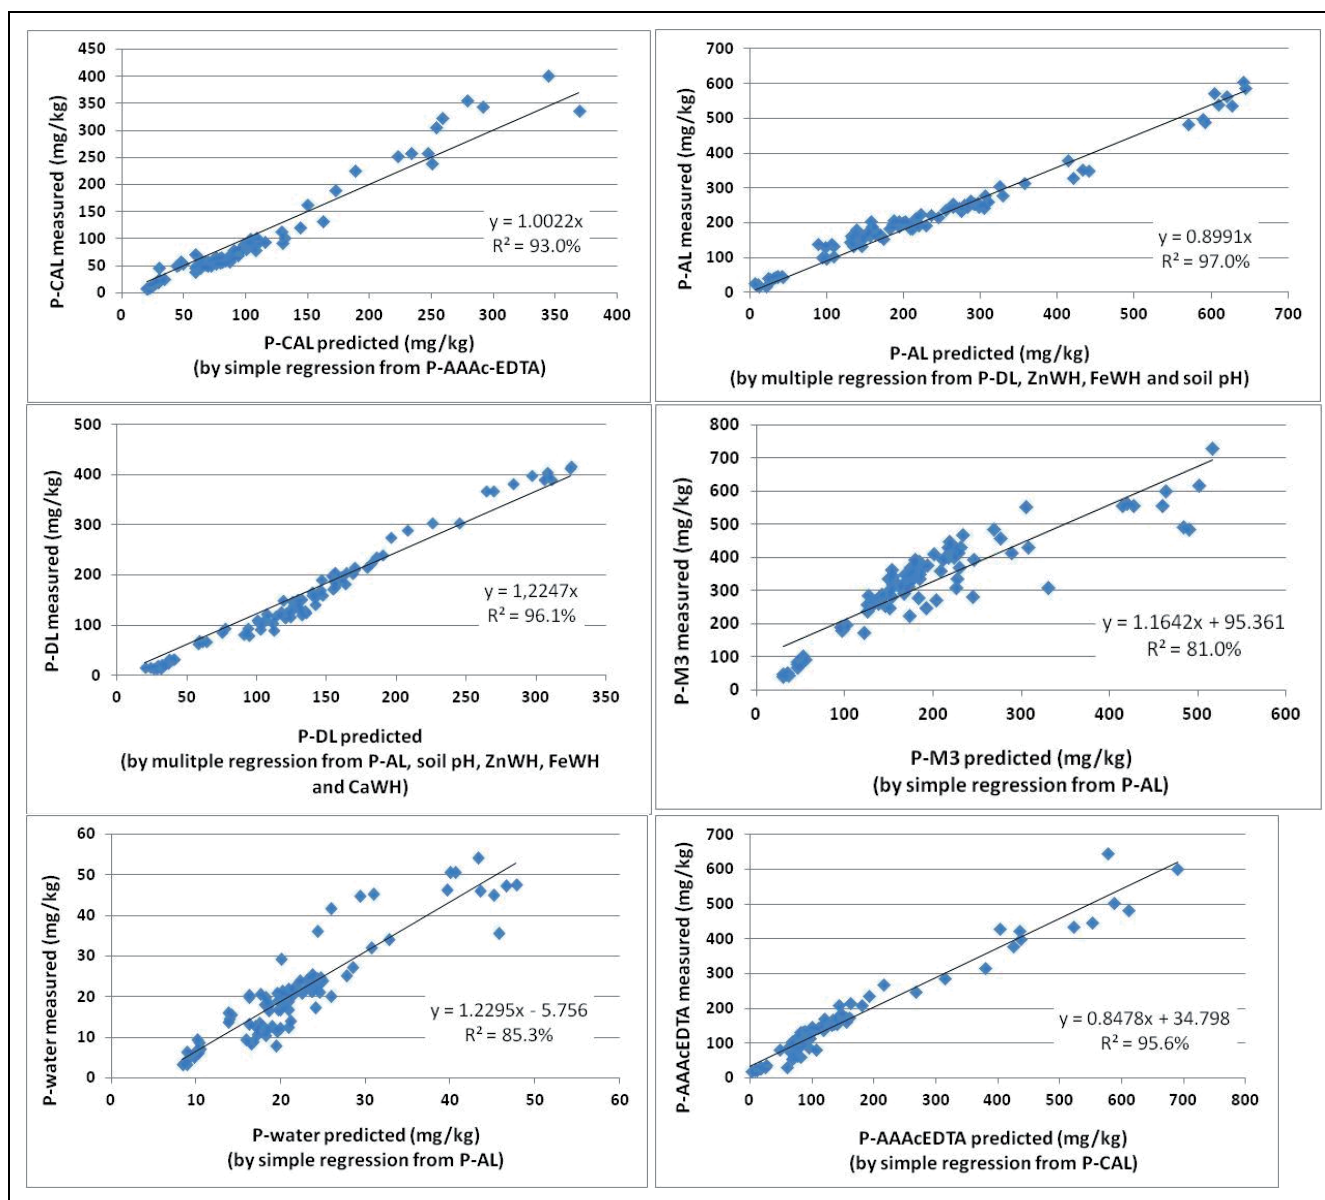 450
400
350
300
250
200
150
100
50
0
P-CAL measured (mg/kg)
y = 1.0022x
R² = 93.0%
0 50 100 150 200 250 300 350 400
P-CAL predicted (mg/kg)
(by simple regression from P-AAAc-EDTA)
700
600
500
400
300
200
100
0
P-AL measured (mg/kg)
y = 0.8991x
R² = 97.0%
0 100 200 300 400 500 600 700
P-AL predicted (mg/kg)
(by multiple regression from P-DL, ZnWH, FeWH and soil pH)
500
400
300
200
100
0
P-DL measured (mg/kg)
y = 1,2247x
R² = 96.1%
0 50 100 150 200 250 300 350
P-DL predicted
(by mulitple regression from P-AL, soil pH, ZnWH, FeWH
and CaWH)
800
700
600
500
400
300
200
100
0
P-M3 measured (mg/kg)
y = 1.1642x + 95.361
R² = 81.0%
0 100 200 300 400 500 600
P-M3 predicted (mg/kg)
(by simple regression from P-AL)
60
50
40
30
20
10
0
P-water measured (mg/kg)
y = 1.2295x - 5.756
R² = 85.3%
0 10 20 30 40 50 60
P-water predicted (mg/kg)
(by simple regression from P-AL)
700
600
500
400
300
200
100
0
P-AAAcEDTA measured (mg/kg)
y = 0.8478x + 34.798
R² = 95.6%
0 100 200 300 400 500 600 700 800
P-AAAcEDTA predicted (mg/kg)
(by simple regression from P-CAL)